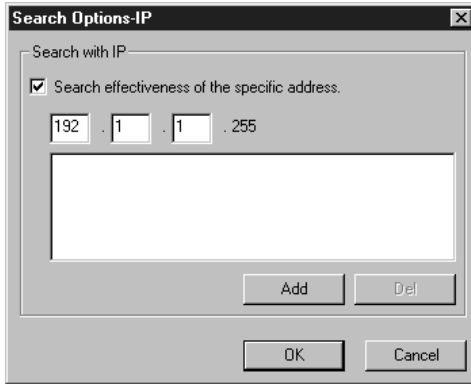 Search Options-IP
Search with IP
Search effectiveness of the specific address.
192 . 1 . 1 . 255
Add Del
OK Cancel